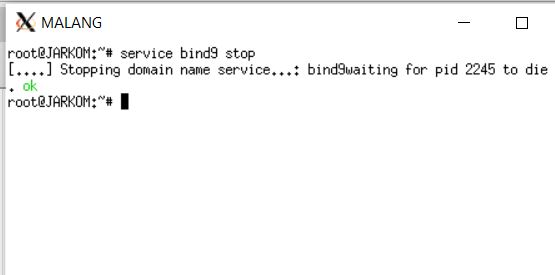 MALANG
root@JARKOM:~# service bind9 stop
[....] Stopping domain name service...: bind9waiting for pid 2245 to die
. ok
root@JARKOM:~#